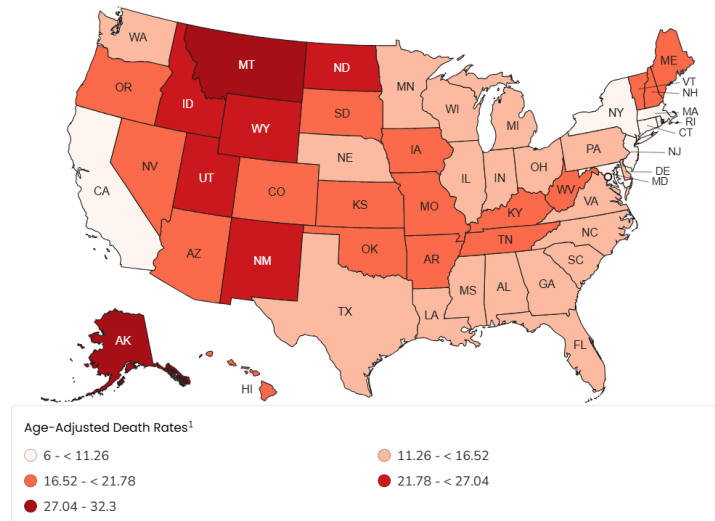 WA
MT
ND
ME
VT
NH
OR
ID
MN
MA
RI
CT
SD
WI
NY
WY
MI
NJ
IA
PA
NE
NV
OH
DE
MD
UT
IL
IN
CO
WV
VA
CA
KS
MO
KY
NC
TN
OK
AZ
NM
AR
SC
MS
AL
GA
TX
LA
AK
FL
HI
Age-Adjusted Death Rates¹
6 - < 11.26
11.26 - < 16.52
16.52 - < 21.78
21.78 - < 27.04
27.04 - 32.3